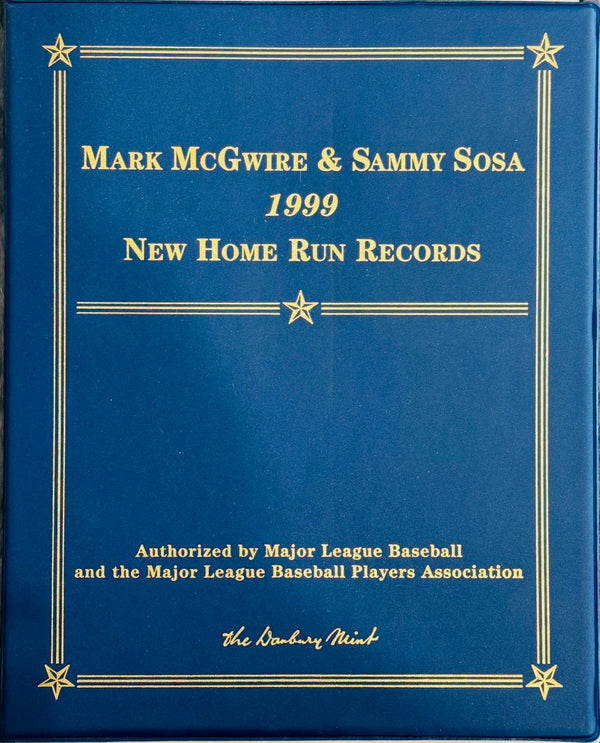 MARK MCGWIRE & SAMMY SOSA
1999
NEW HOME RUN RECORDS
Authorized by Major League Baseball
and the Major League Baseball Players Association
The Danbury Mint